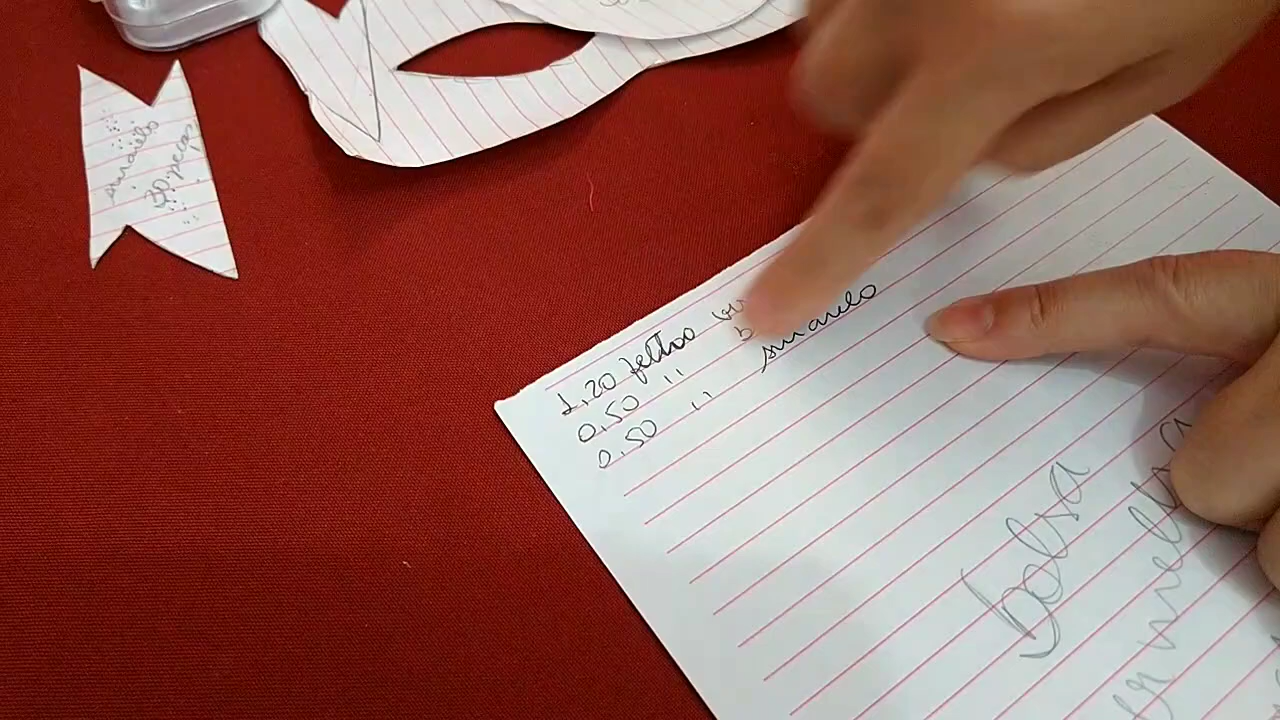 1,20 feltro
0,50 "
0,50 " amarelo
bolsa
amarelo
30 peças